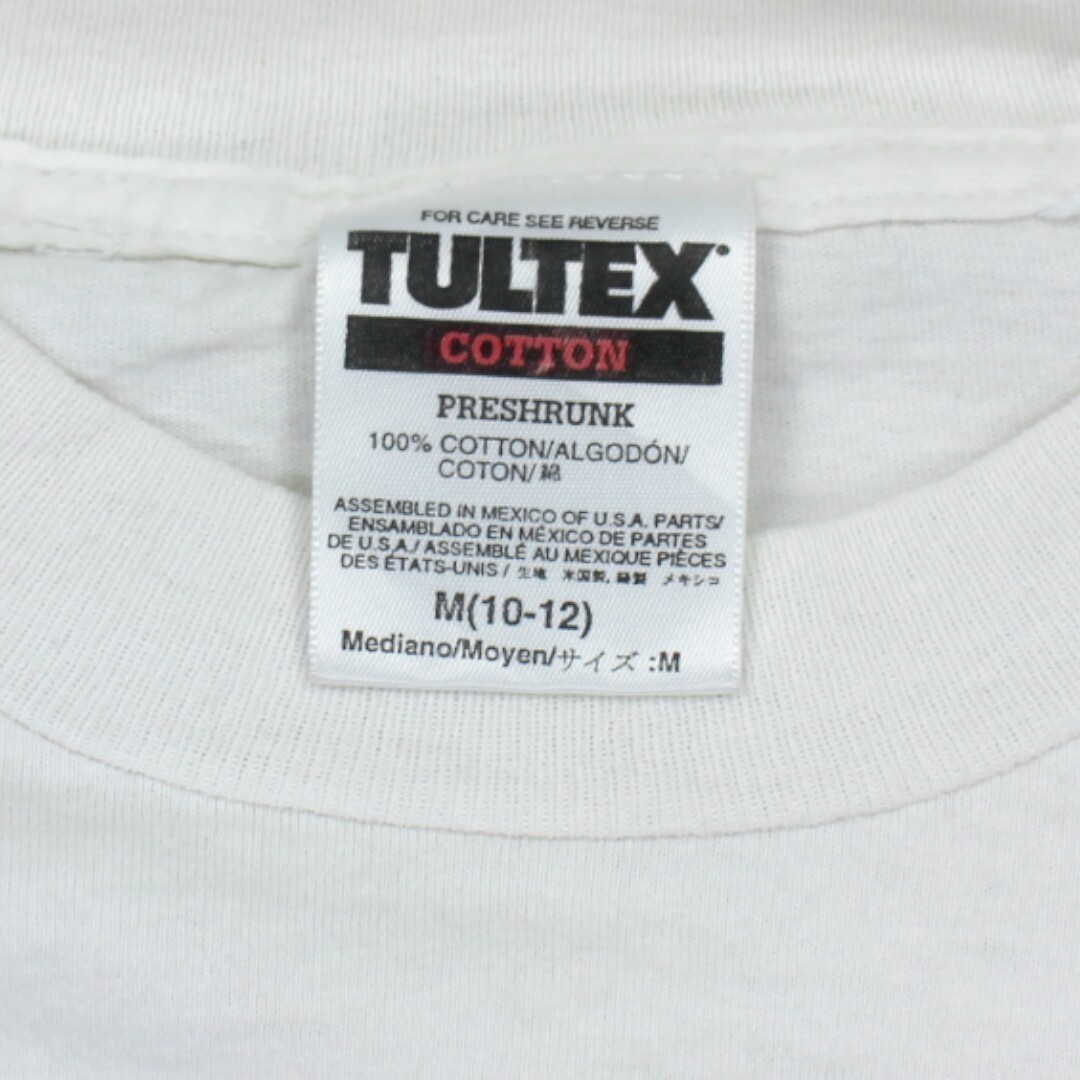 FOR CARE SEE REVERSE
TULTEX
COTTON
PRESHRUNK
100% COTTON/ALGODÓN/
COTON/綿
ASSEMBLED IN MEXICO OF U.S.A. PARTS/
ENSAMBLADO EN MÉXICO DE PARTES
DE U.S.A./ASSEMBLÉ AU MEXIQUE PIÈCES
DES ÉTATS-UNIS/生地 米国製, 縫製 メキシコ
M(10-12)
Mediano/Moyen/サイズ :M